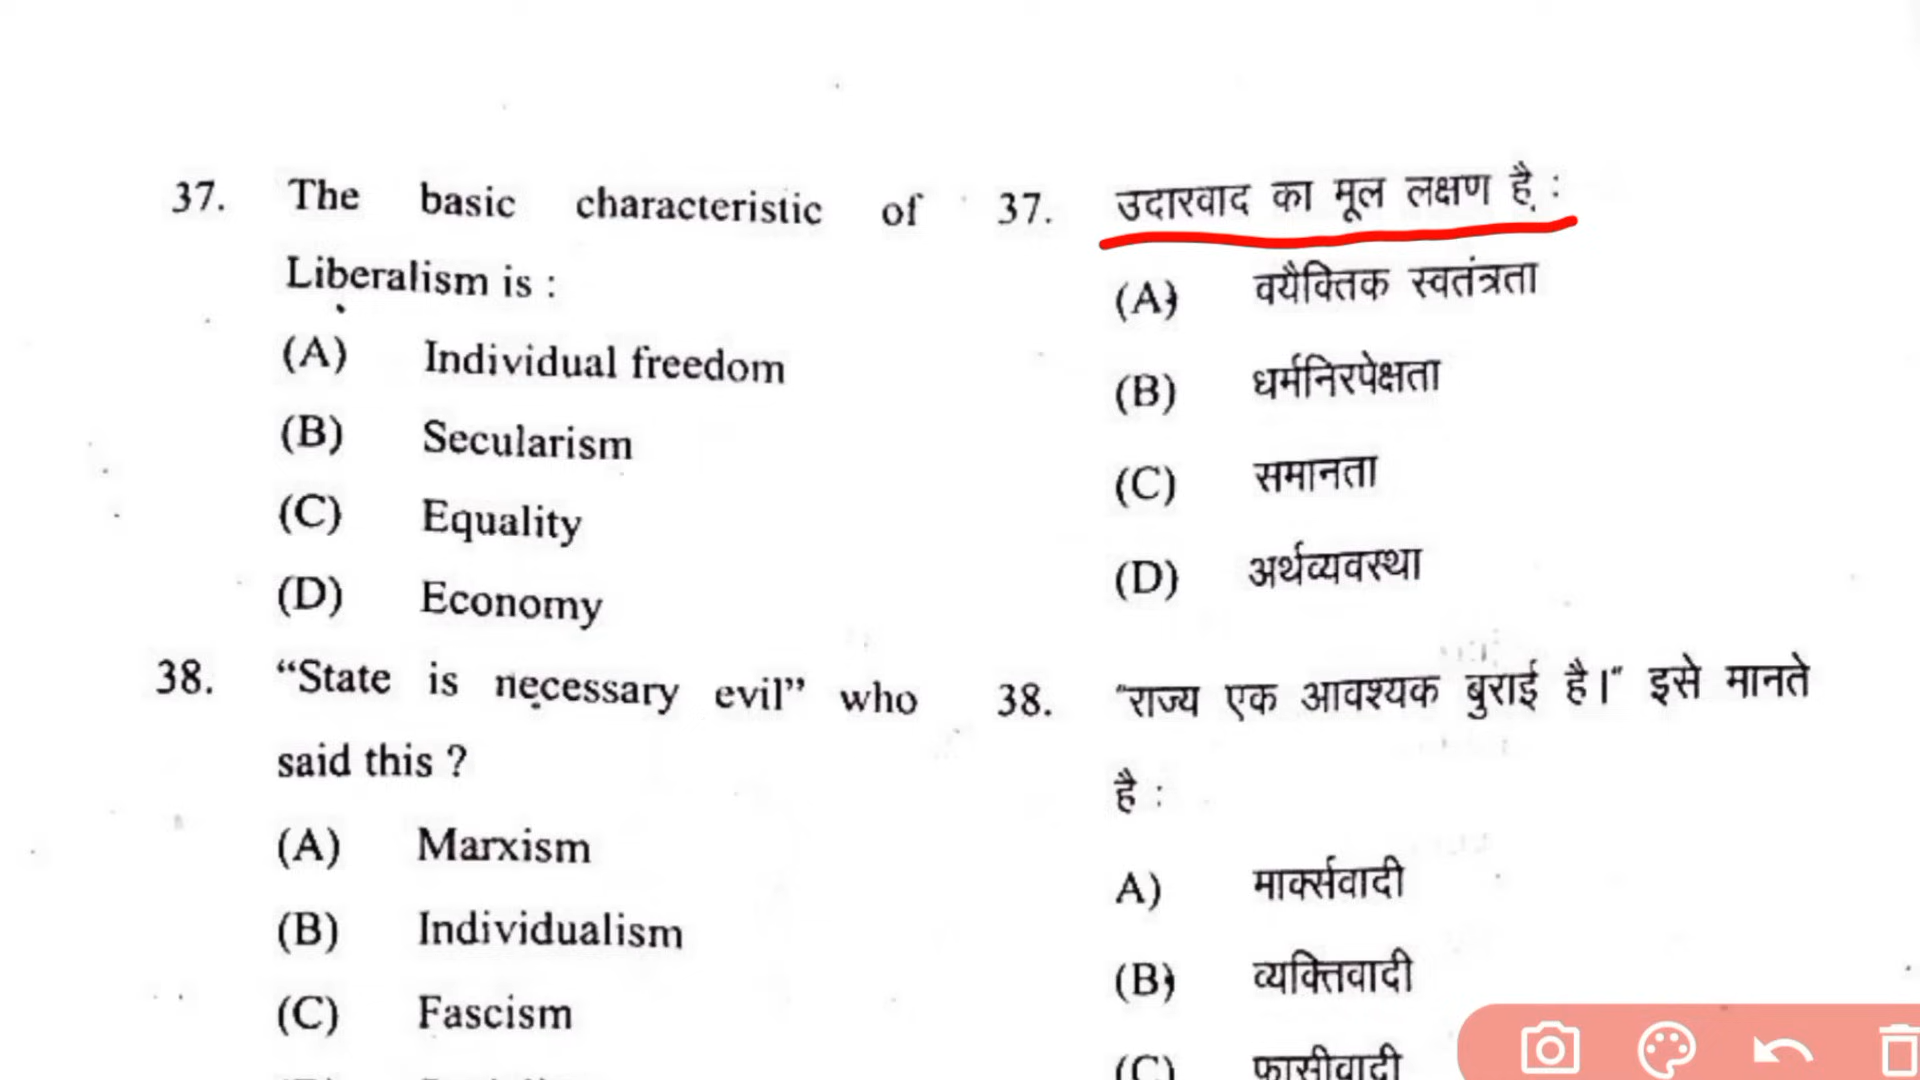 37. The basic characteristic of
Liberalism is :
(A) Individual freedom
(B) Secularism
(C) Equality
(D) Economy
38. “State is necessary evil” who
said this ?
(A) Marxism
(B) Individualism
(C) Fascism
37. उदारवाद का मूल लक्षण है :
(A) वयैक्तिक स्वतंत्रता
(B) धर्मनिरपेक्षता
(C) समानता
(D) अर्थव्यवस्था
38. “राज्य एक आवश्यक बुराई है।” इसे मानते
है :
A) मार्क्सवादी
(B) व्यक्तिवादी
(C) फासीवादी